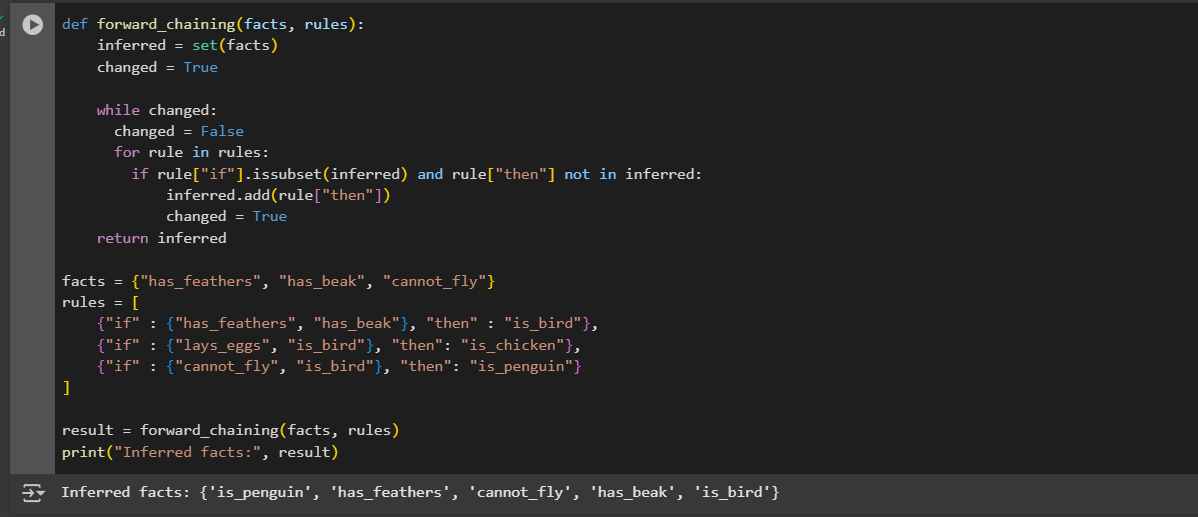 d
def forward_chaining(facts, rules):
    inferred = set(facts)
    changed = True

    while changed:
      changed = False
      for rule in rules:
        if rule["if"].issubset(inferred) and rule["then"] not in inferred:
            inferred.add(rule["then"])
            changed = True
    return inferred

facts = {"has_feathers", "has_beak", "cannot_fly"}
rules = [
    {"if" : {"has_feathers", "has_beak"}, "then" : "is_bird"},
    {"if" : {"lays_eggs", "is_bird"}, "then": "is_chicken"},
    {"if" : {"cannot_fly", "is_bird"}, "then": "is_penguin"}
]

result = forward_chaining(facts, rules)
print("Inferred facts:", result)
Inferred facts: {'is_penguin', 'has_feathers', 'cannot_fly', 'has_beak', 'is_bird'}